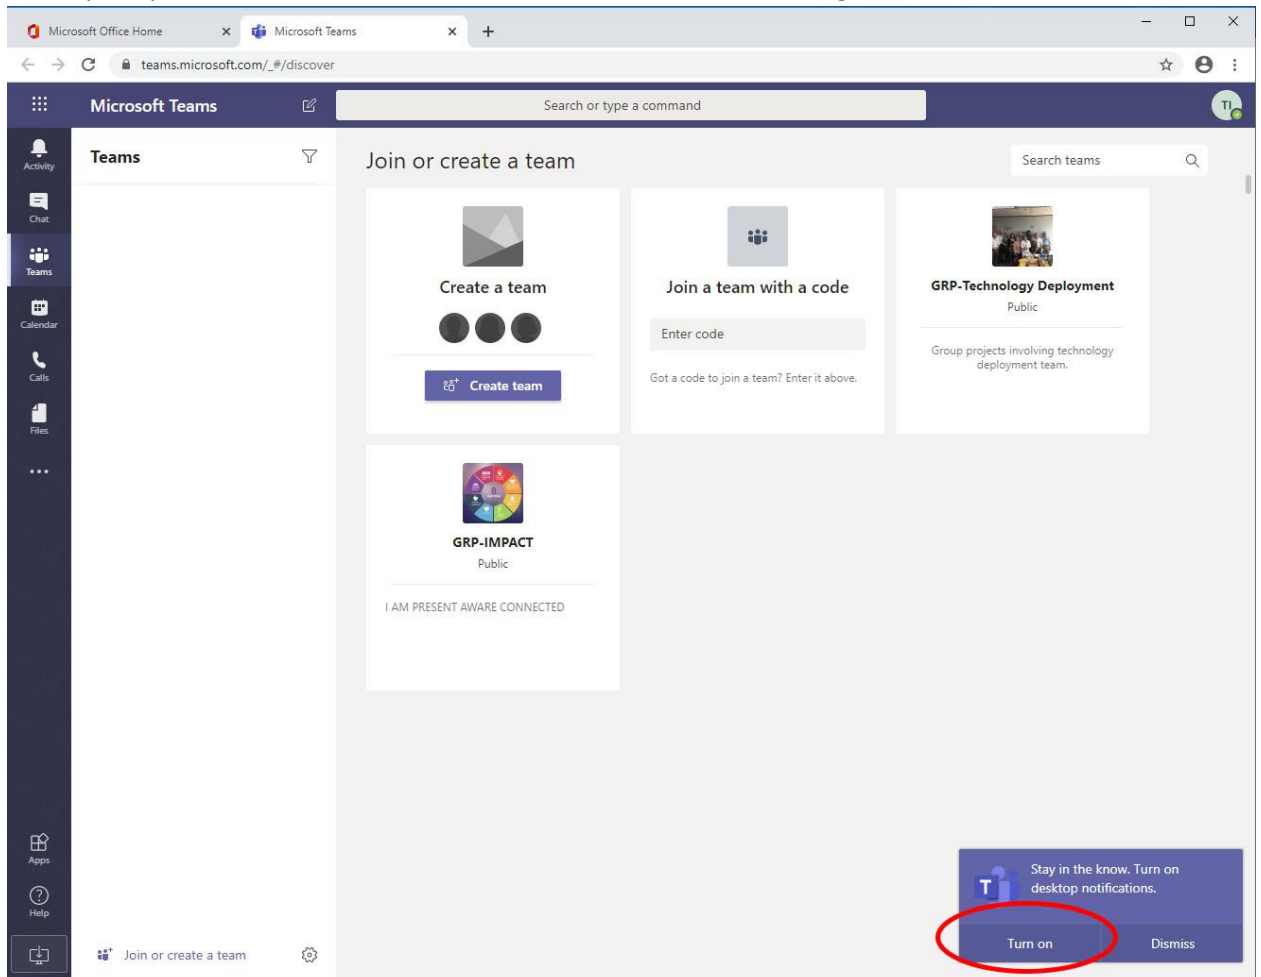 Microsoft Office Home
Microsoft Teams
teams.microsoft.com/_#/discover
Microsoft Teams
Search or type a command
TI
Activity
Chat
Teams
Calendar
Calls
Files
Apps
Help
Teams
Join or create a team
Search teams
Create a team
Create team
Join a team with a code
Enter code
Got a code to join a team? Enter it above.
GRP-Technology Deployment
Public
Group projects involving technology
deployment team.
8
GRP-IMPACT
Public
I AM PRESENT AWARE CONNECTED
T
Stay in the know. Turn on
desktop notifications.
Turn on
Dismiss
Join or create a team